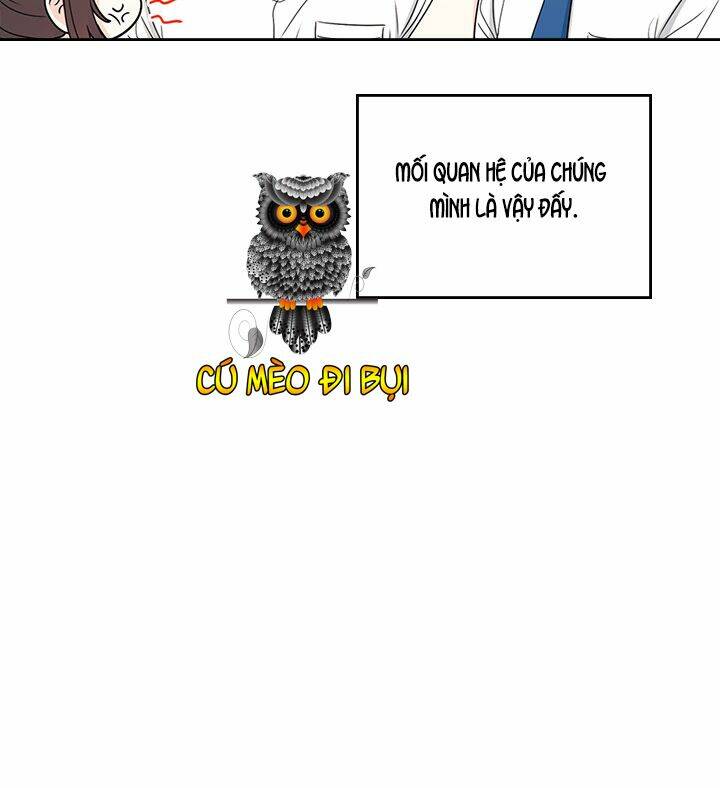 MỐI QUAN HỆ CỦA CHÚNG
MÌNH LÀ VẬY ĐẤY.
CÚ MÈO ĐI BỤI